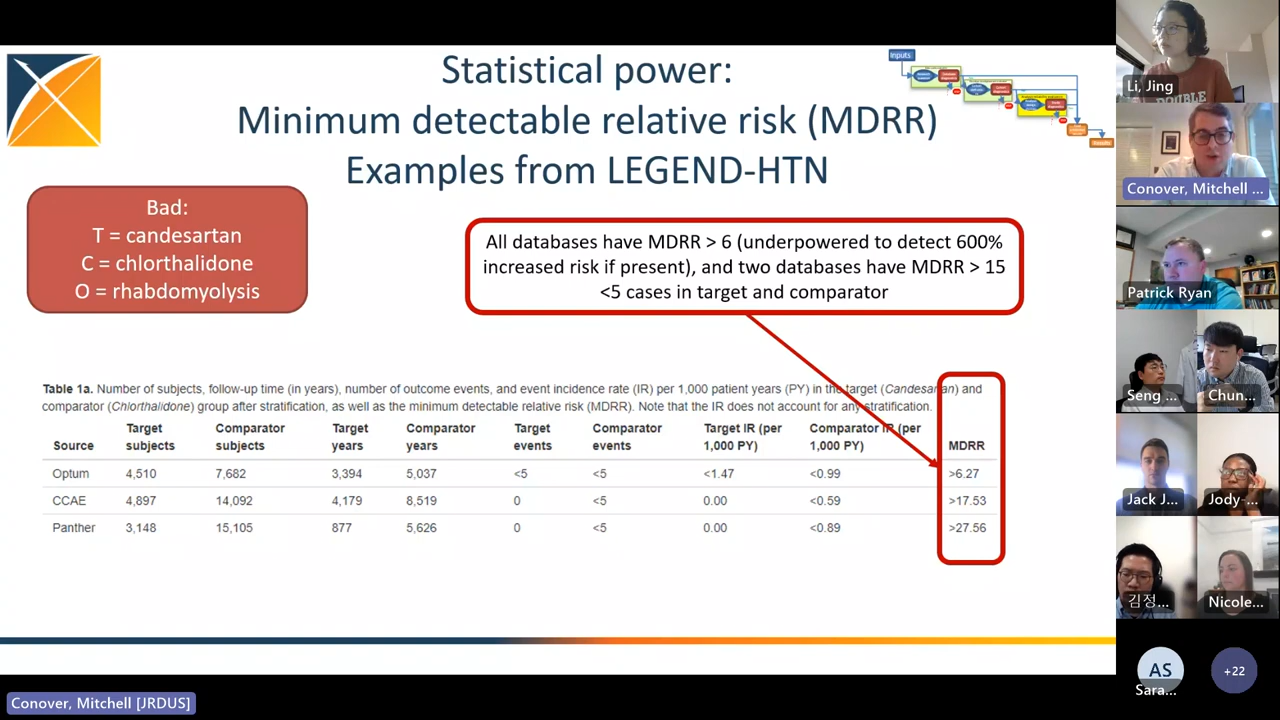 Statistical power:
Minimum detectable relative risk (MDRR)
Examples from LEGEND-HTN
Inputs
Results
Bad:
T = candesartan
C = chlorthalidone
O = rhabdomyolysis
All databases have MDRR > 6 (underpowered to detect 600%
increased risk if present), and two databases have MDRR > 15
<5 cases in target and comparator
Table 1a. Number of subjects, follow-up time (in years), number of outcome events, and event incidence rate (IR) per 1,000 patient years (PY) in the target (Candesartan) and
comparator (Chlorthalidone) group after stratification, as well as the minimum detectable relative risk (MDRR). Note that the IR does not account for any stratification.
Source Target subjects Comparator subjects Target years Comparator years Target events Comparator events Target IR (per 1,000 PY) Comparator IR (per 1,000 PY) MDRR
Optum 4,510 7,682 3,394 5,037 <5 <5 <1.47 <0.99 >6.27
CCAE 4,897 14,092 4,179 8,519 0 <5 0.00 <0.59 >17.53
Panther 3,148 15,105 877 5,626 0 <5 0.00 <0.89 >27.56
Conover, Mitchell [JRDUS]
Li, Jing
DOUBLE
Conover, Mitchell ...
Patrick Ryan
Seng ...
Chun...
Jack J...
Jody-...
김정...
Nicole...
AS
Sara...
+22